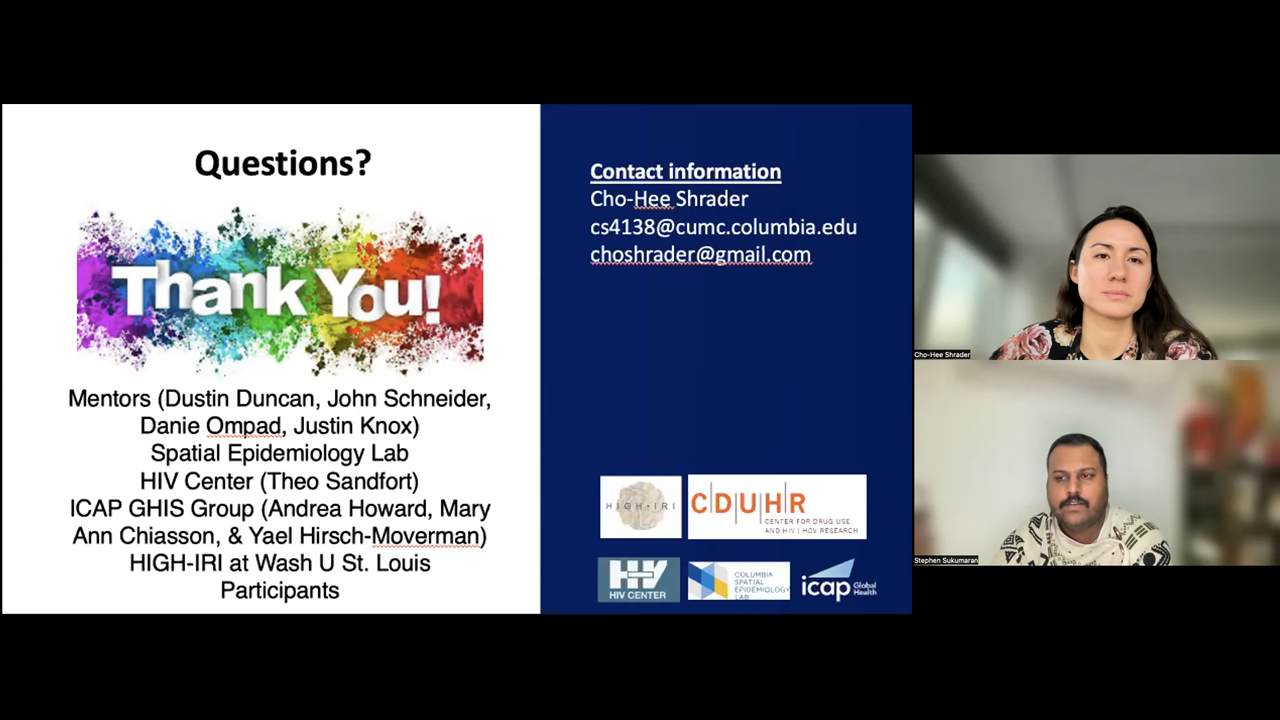 Questions?
Thank You!
Mentors (Dustin Duncan, John Schneider,
Danie Ompad, Justin Knox)
Spatial Epidemiology Lab
HIV Center (Theo Sandfort)
ICAP GHIS Group (Andrea Howard, Mary
Ann Chiasson, & Yael Hirsch-Moverman)
HIGH-IRI at Wash U St. Louis
Participants
Contact information
Cho-Hee Shrader
cs4138@cumc.columbia.edu
choshrader@gmail.com
HIGH-IRI
CDUHR
CENTER FOR DRUG USE
AND HIV | HCV RESEARCH
HIV
HIV CENTER
COLUMBIA
SPATIAL
EPIDEMIOLOGY
LAB
icap Global
Health
Cho-Hee Shrader
Stephen Sukumaran